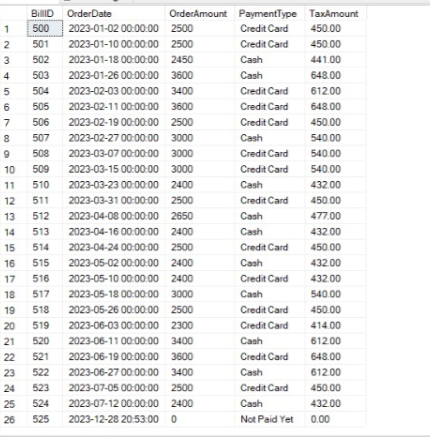 BillID OrderDate OrderAmount PaymentType TaxAmount
1 500 2023-01-02 00:00:00 2500 Credit Card 450.00
2 501 2023-01-10 00:00:00 2500 Credit Card 450.00
3 502 2023-01-18 00:00:00 2450 Cash 441.00
4 503 2023-01-26 00:00:00 3600 Cash 648.00
5 504 2023-02-03 00:00:00 3400 Credit Card 612.00
6 505 2023-02-11 00:00:00 3600 Credit Card 648.00
7 506 2023-02-19 00:00:00 2500 Credit Card 450.00
8 507 2023-02-27 00:00:00 3000 Cash 540.00
9 508 2023-03-07 00:00:00 3000 Credit Card 540.00
10 509 2023-03-15 00:00:00 3000 Credit Card 540.00
11 510 2023-03-23 00:00:00 2400 Cash 432.00
12 511 2023-03-31 00:00:00 2500 Credit Card 450.00
13 512 2023-04-08 00:00:00 2650 Cash 477.00
14 513 2023-04-16 00:00:00 2400 Cash 432.00
15 514 2023-04-24 00:00:00 2500 Credit Card 450.00
16 515 2023-05-02 00:00:00 2400 Cash 432.00
17 516 2023-05-10 00:00:00 2400 Credit Card 432.00
18 517 2023-05-18 00:00:00 3000 Cash 540.00
19 518 2023-05-26 00:00:00 2500 Credit Card 450.00
20 519 2023-06-03 00:00:00 2300 Credit Card 414.00
21 520 2023-06-11 00:00:00 3400 Cash 612.00
22 521 2023-06-19 00:00:00 3600 Credit Card 648.00
23 522 2023-06-27 00:00:00 3400 Cash 612.00
24 523 2023-07-05 00:00:00 2500 Credit Card 450.00
25 524 2023-07-12 00:00:00 2400 Cash 432.00
26 525 2023-12-28 20:53:00 0 Not Paid Yet 0.00